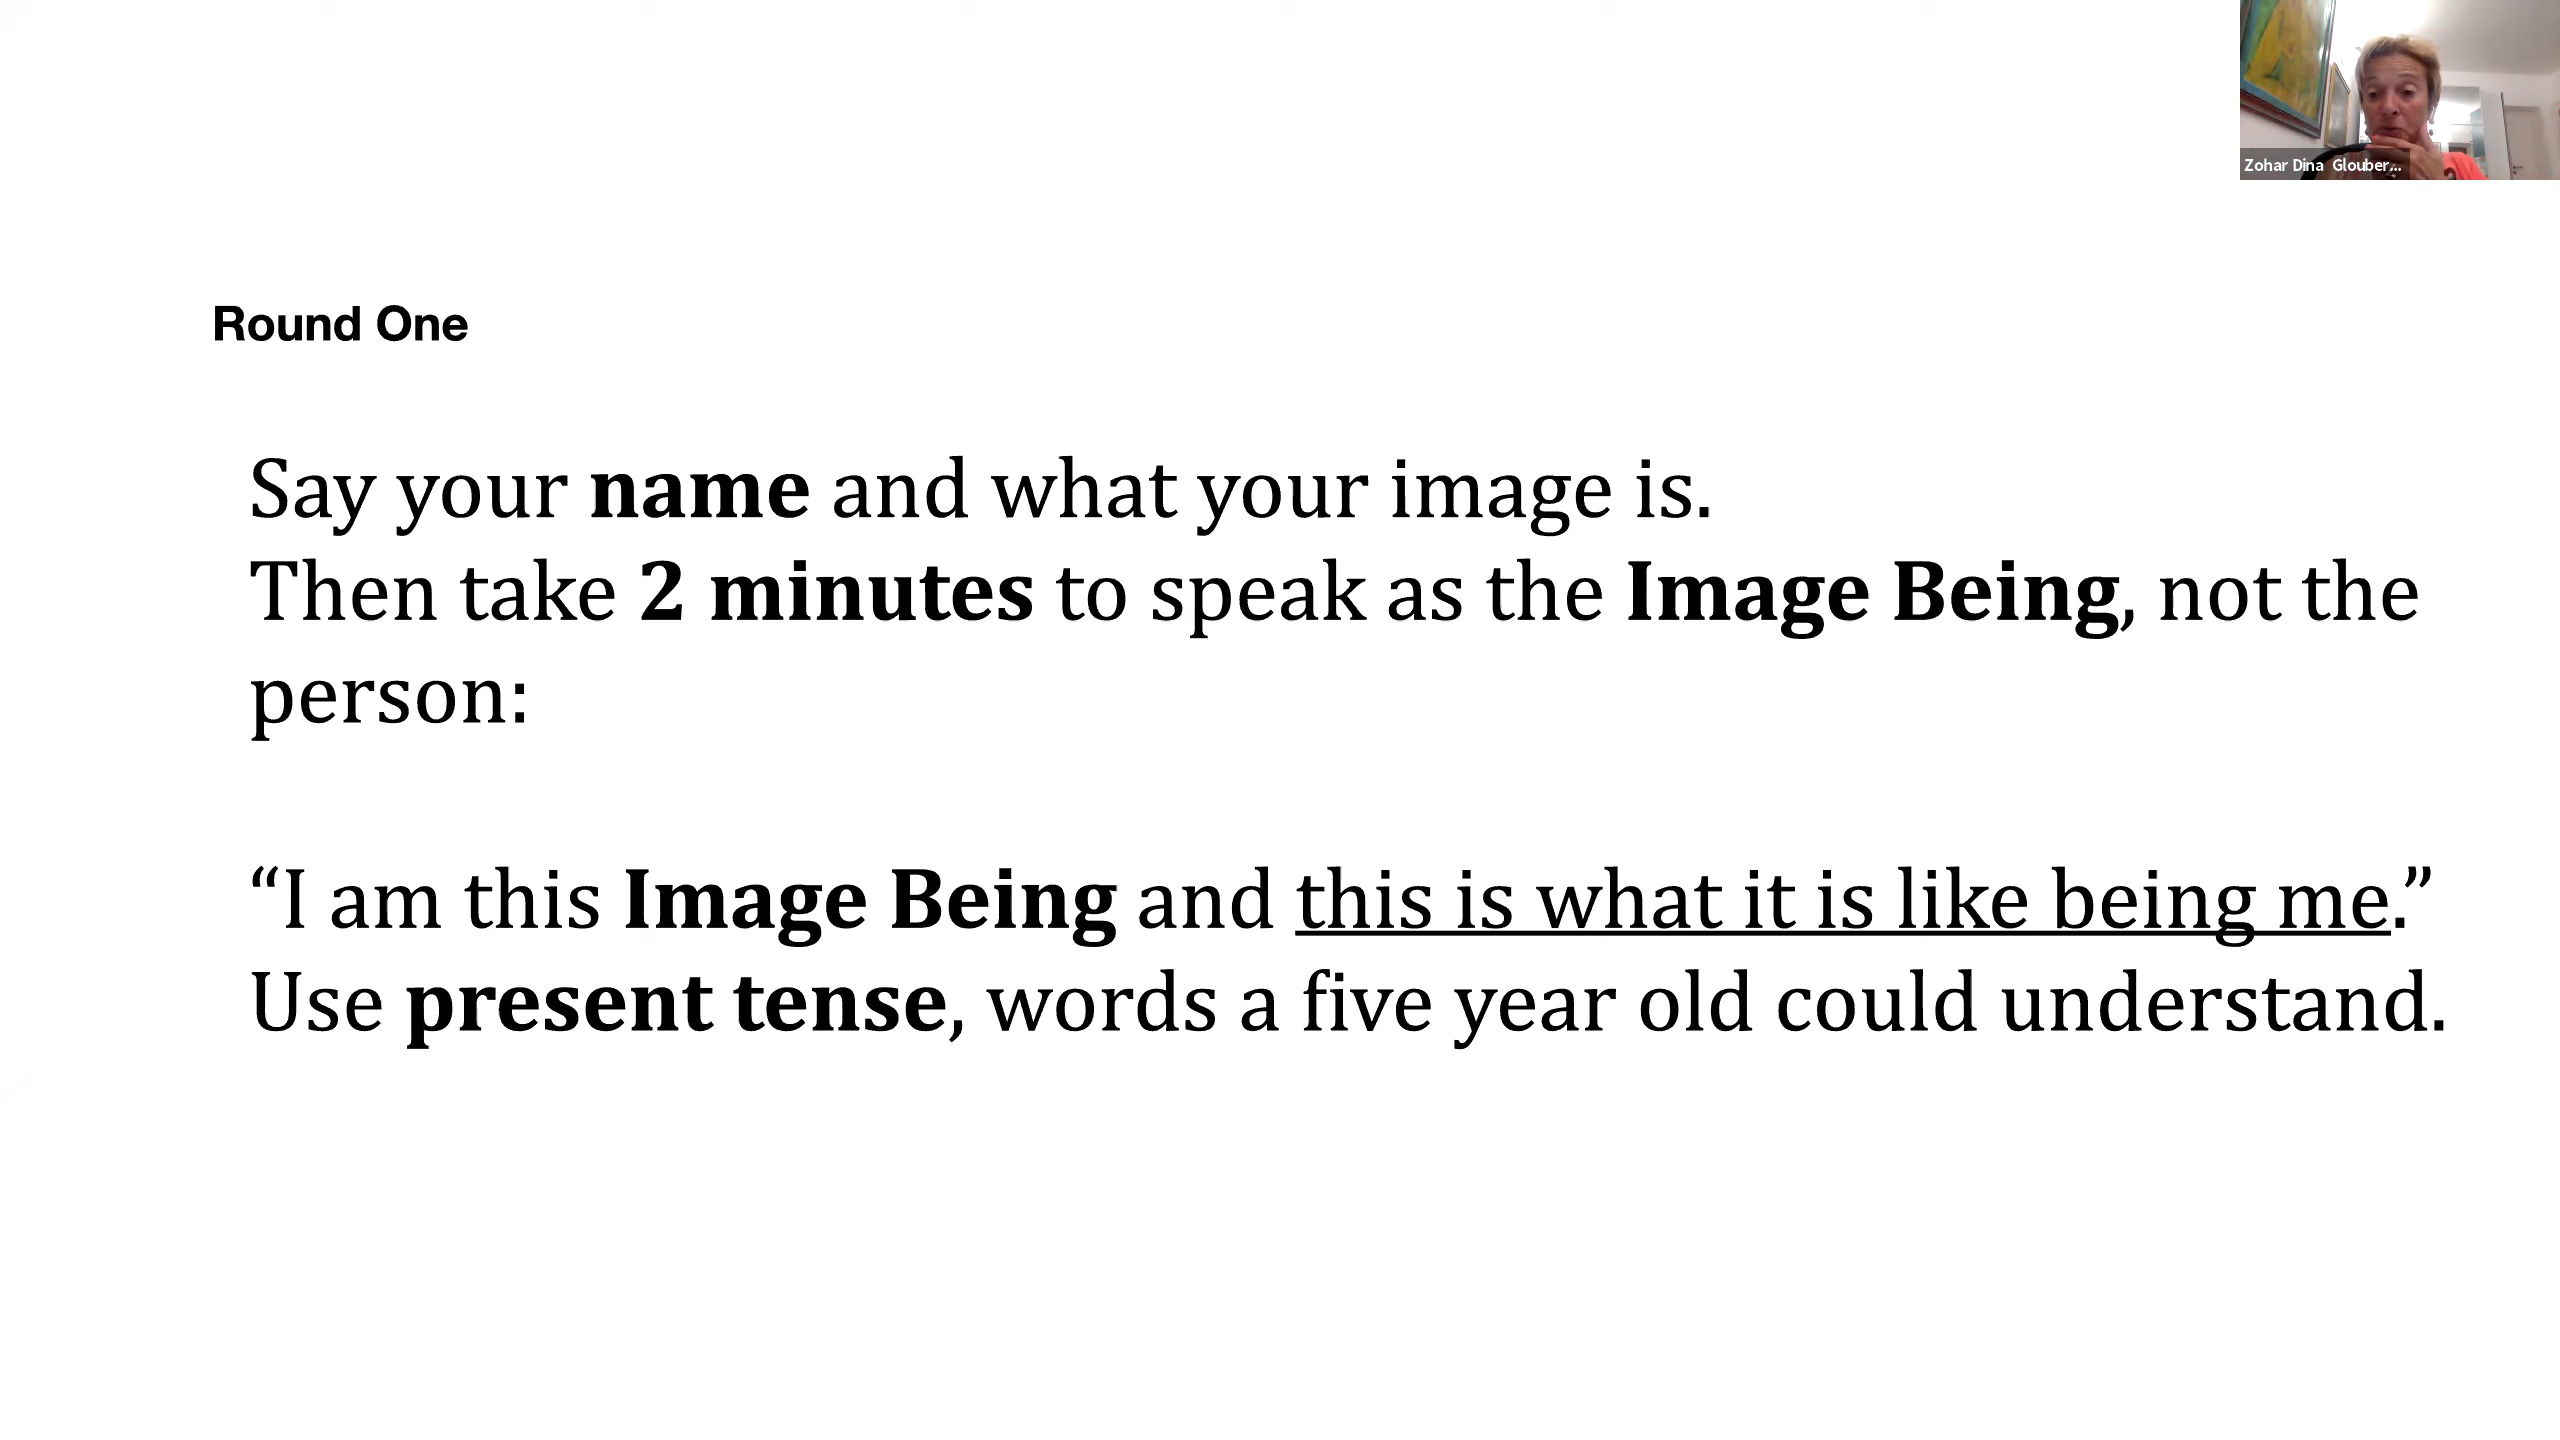 Zohar Dina Glouber...
Round One
Say your name and what your image is.
Then take 2 minutes to speak as the Image Being, not the
person:
“I am this Image Being and this is what it is like being me.”
Use present tense, words a five year old could understand.